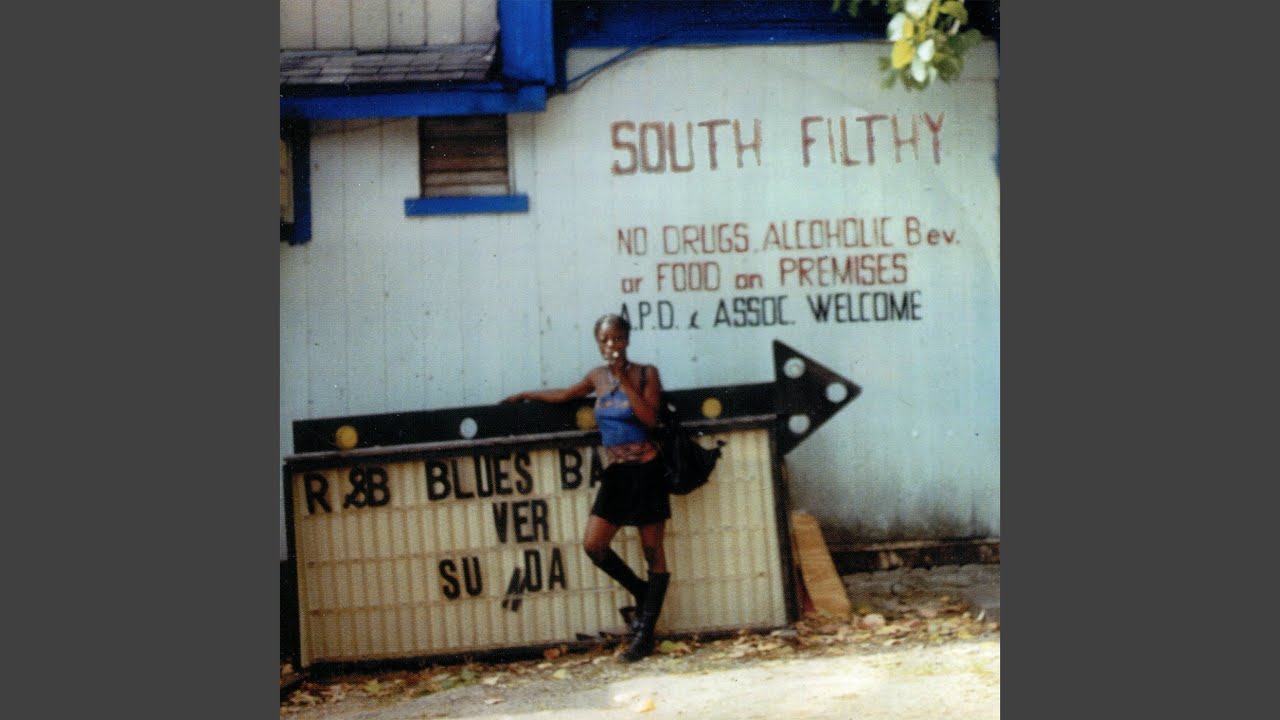 SOUTH FILTHY
NO DRUGS. ALCOHOLIC Bev.
or FOOD on PREMISES
A.P.D. & ASSOC. WELCOME
R&B BLUES BA
VER
SU DA